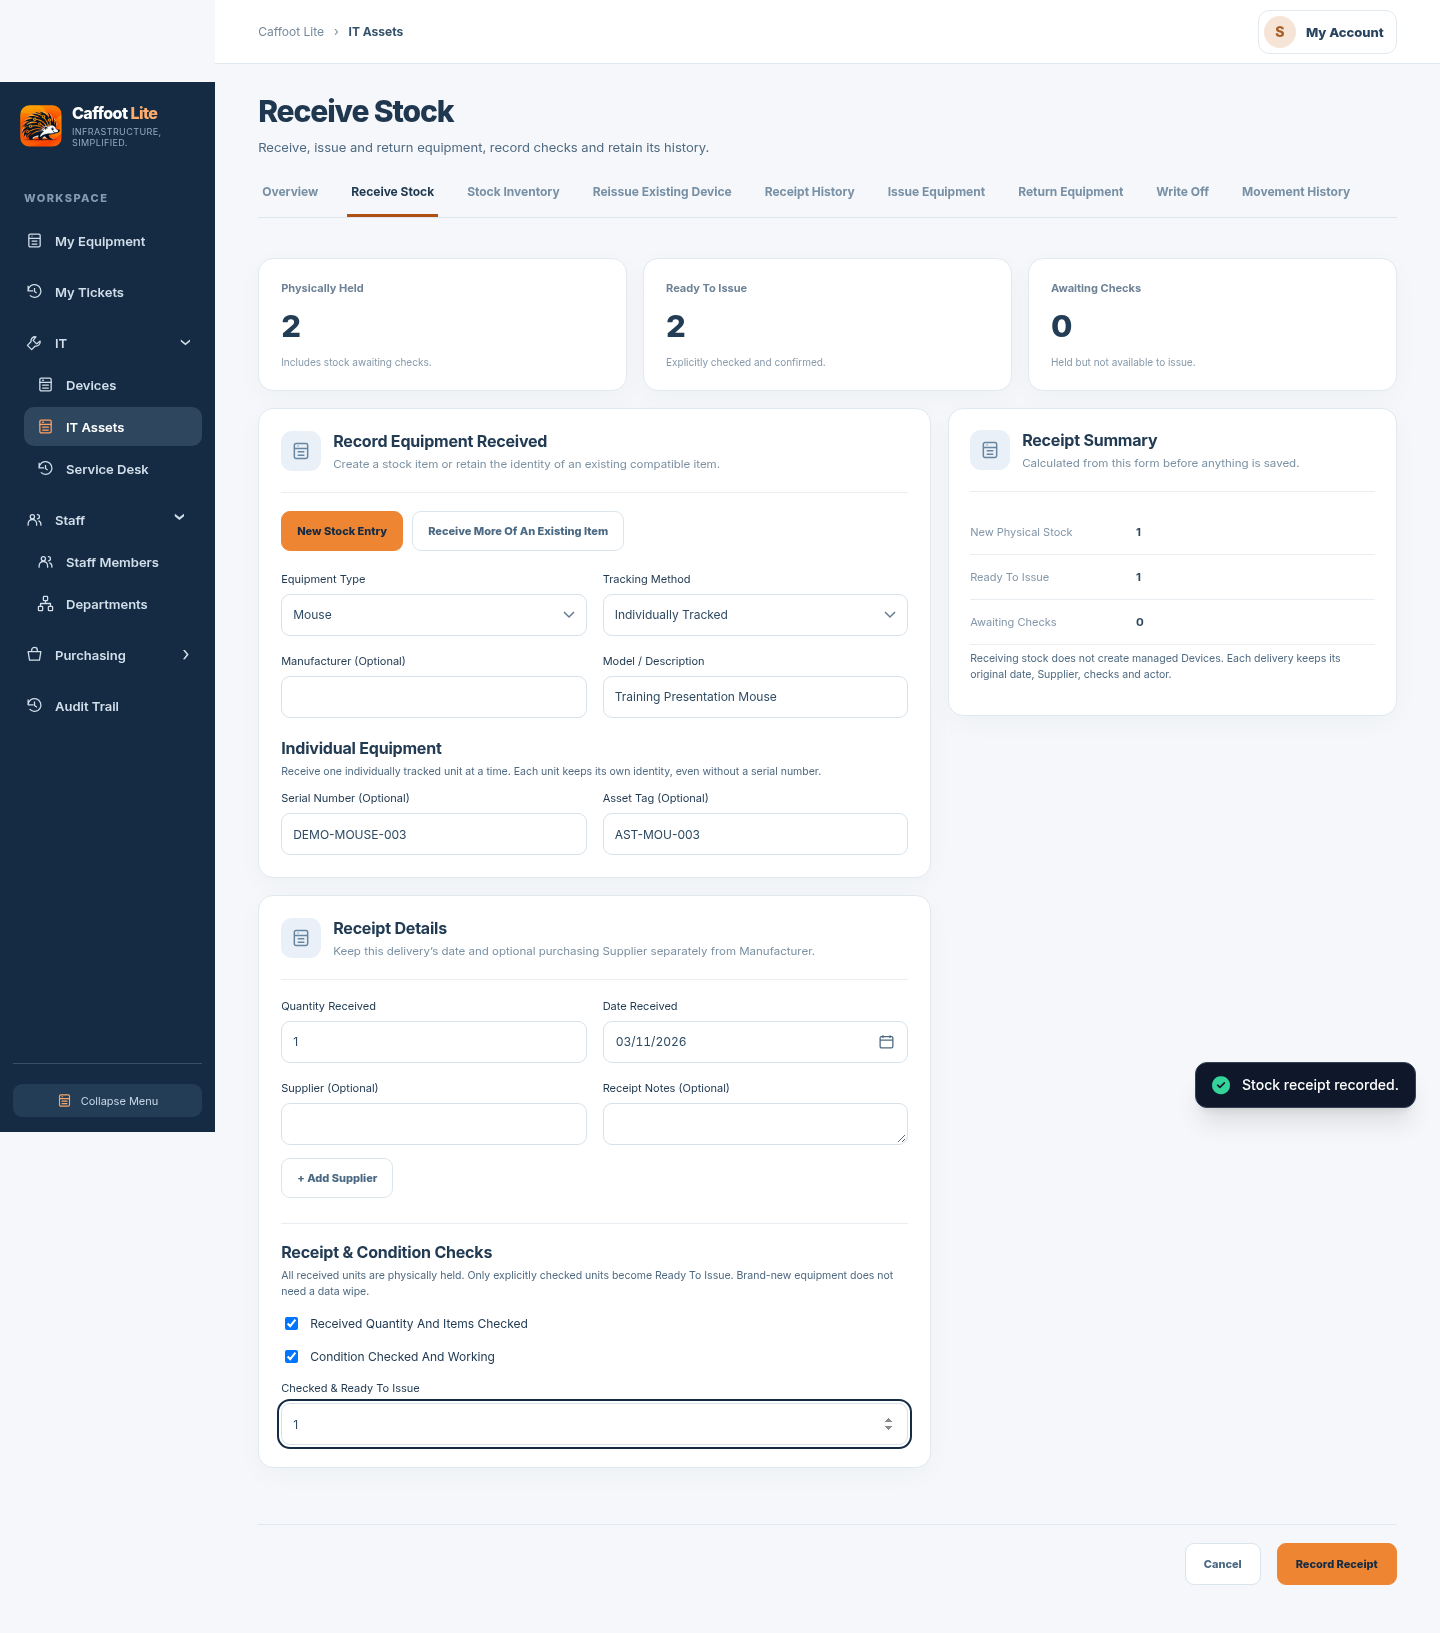 Caffoot Lite › IT Assets
S My Account
Caffoot Lite
INFRASTRUCTURE,
SIMPLIFIED.
WORKSPACE
My Equipment
My Tickets
IT
Devices
IT Assets
Service Desk
Staff
Staff Members
Departments
Purchasing
Audit Trail
Collapse Menu
Receive Stock
Receive, issue and return equipment, record checks and retain its history.
Overview Receive Stock Stock Inventory Reissue Existing Device Receipt History Issue Equipment Return Equipment Write Off Movement History
Physically Held
2
Includes stock awaiting checks.
Ready To Issue
2
Explicitly checked and confirmed.
Awaiting Checks
0
Held but not available to issue.
Record Equipment Received
Create a stock item or retain the identity of an existing compatible item.
New Stock Entry Receive More Of An Existing Item
Equipment Type Tracking Method
Mouse Individually Tracked
Manufacturer (Optional) Model / Description
Training Presentation Mouse
Individual Equipment
Receive one individually tracked unit at a time. Each unit keeps its own identity, even without a serial number.
Serial Number (Optional) Asset Tag (Optional)
DEMO-MOUSE-003 AST-MOU-003
Receipt Summary
Calculated from this form before anything is saved.
New Physical Stock 1
Ready To Issue 1
Awaiting Checks 0
Receiving stock does not create managed Devices. Each delivery keeps its
original date, Supplier, checks and actor.
Receipt Details
Keep this delivery's date and optional purchasing Supplier separately from Manufacturer.
Quantity Received Date Received
1 03/11/2026
Supplier (Optional) Receipt Notes (Optional)
+ Add Supplier
Stock receipt recorded.
Receipt & Condition Checks
All received units are physically held. Only explicitly checked units become Ready To Issue. Brand-new equipment does not
need a data wipe.
Received Quantity And Items Checked
Condition Checked And Working
Checked & Ready To Issue
1
Cancel Record Receipt